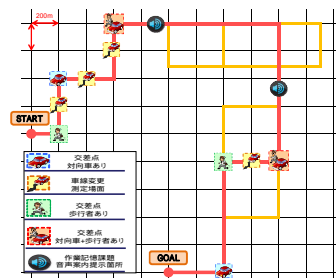 200m
START
交差点
対向車あり
車線変更
測定場面
交差点
歩行者あり
交差点
対向車+歩行者あり
作業記憶課題
音声案内提示箇所
GOAL